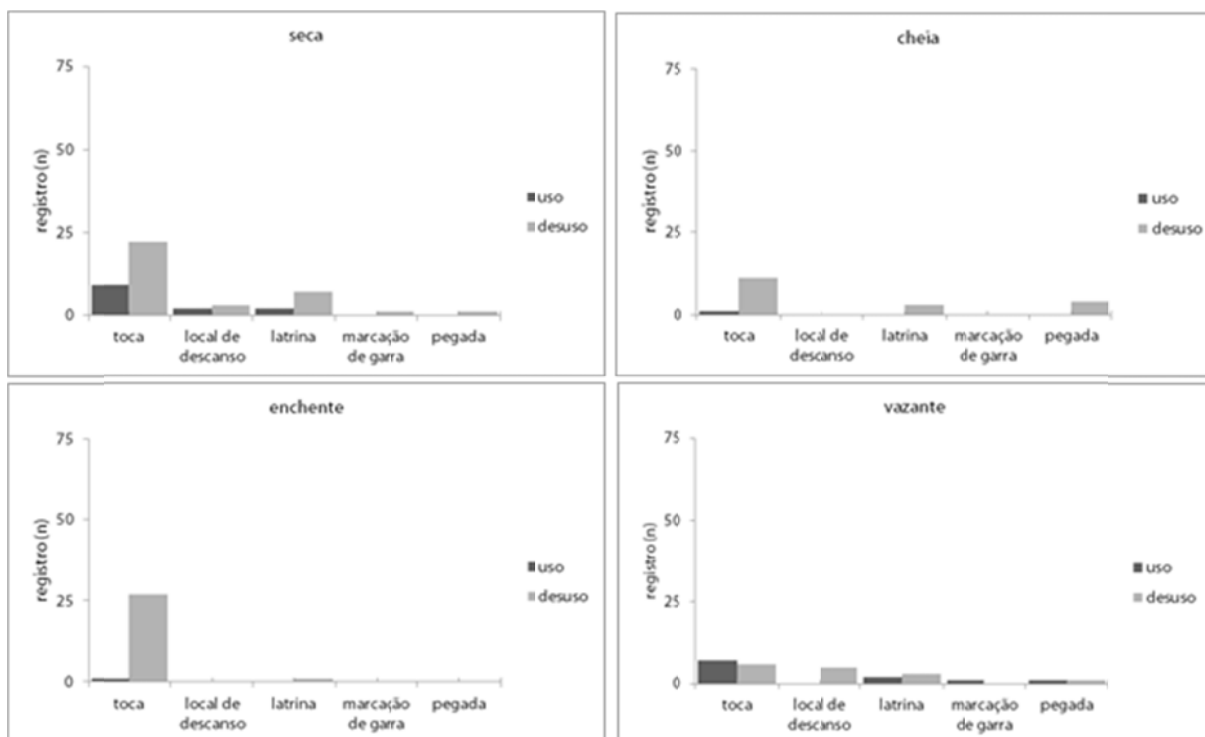 seca
75
50
25
0
registro (n)
toca
local de descanso
latrina
marcação de garra
pegada
uso
desuso
cheia
75
50
25
0
registro (n)
toca
local de descanso
latrina
marcação de garra
pegada
uso
desuso
enchente
75
50
25
0
registro (n)
toca
local de descanso
latrina
marcação de garra
pegada
uso
desuso
vazante
75
50
25
0
registro (n)
toca
local de descanso
latrina
marcação de garra
pegada
uso
desuso